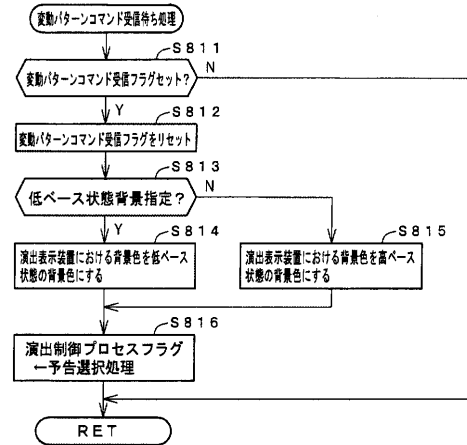 変動パターンコマンド受信待ち処理
S811
変動パターンコマンド受信フラグセット？
N
Y
S812
変動パターンコマンド受信フラグをリセット
S813
低ベース状態背景指定？
N
Y
S814
演出表示装置における背景色を低ベース
状態の背景色にする
S815
演出表示装置における背景色を高ベース
状態の背景色にする
S816
演出制御プロセスフラグ
←予告選択処理
RET